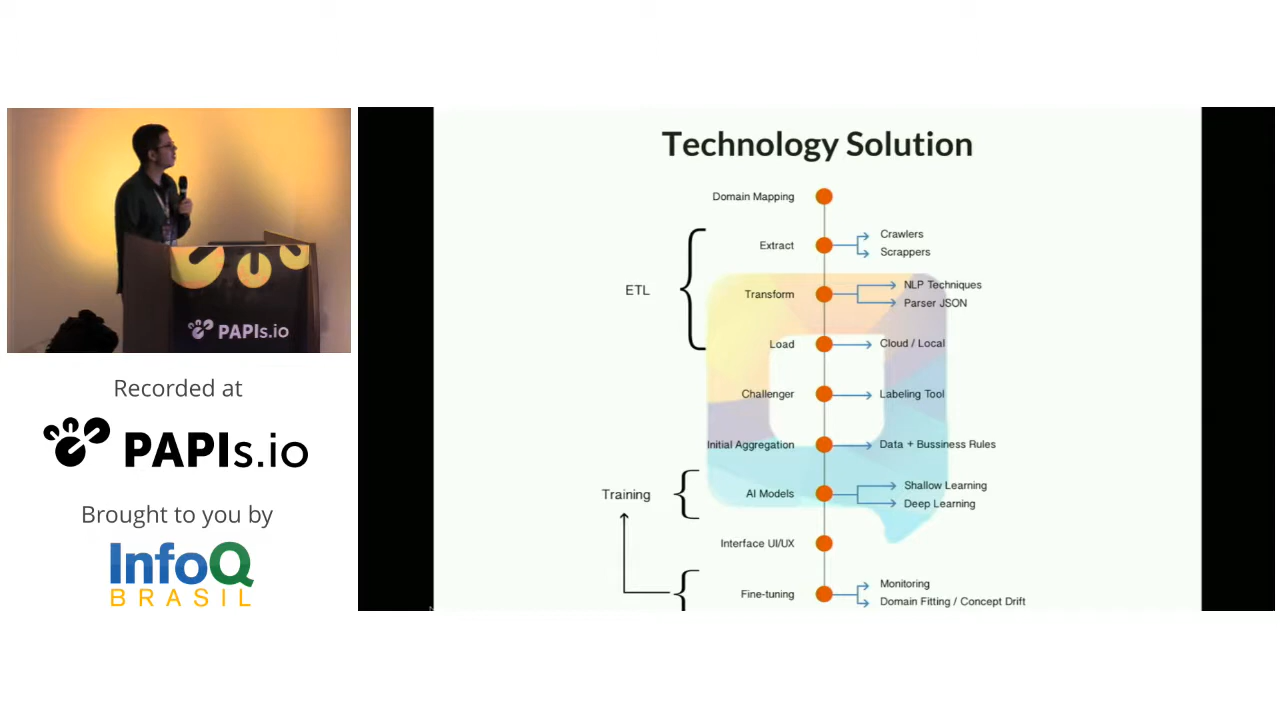 PAPIs.io
Recorded at
PAPIs.io
Brought to you by
InfoQ
BRASIL
Technology Solution
Domain Mapping
ETL
Extract
Crawlers
Scrappers
Transform
NLP Techniques
Parser JSON
Load
Cloud / Local
Challenger
Labeling Tool
Initial Aggregation
Data + Bussiness Rules
Training
AI Models
Shallow Learning
Deep Learning
Interface UI/UX
Fine-tuning
Monitoring
Domain Fitting / Concept Drift